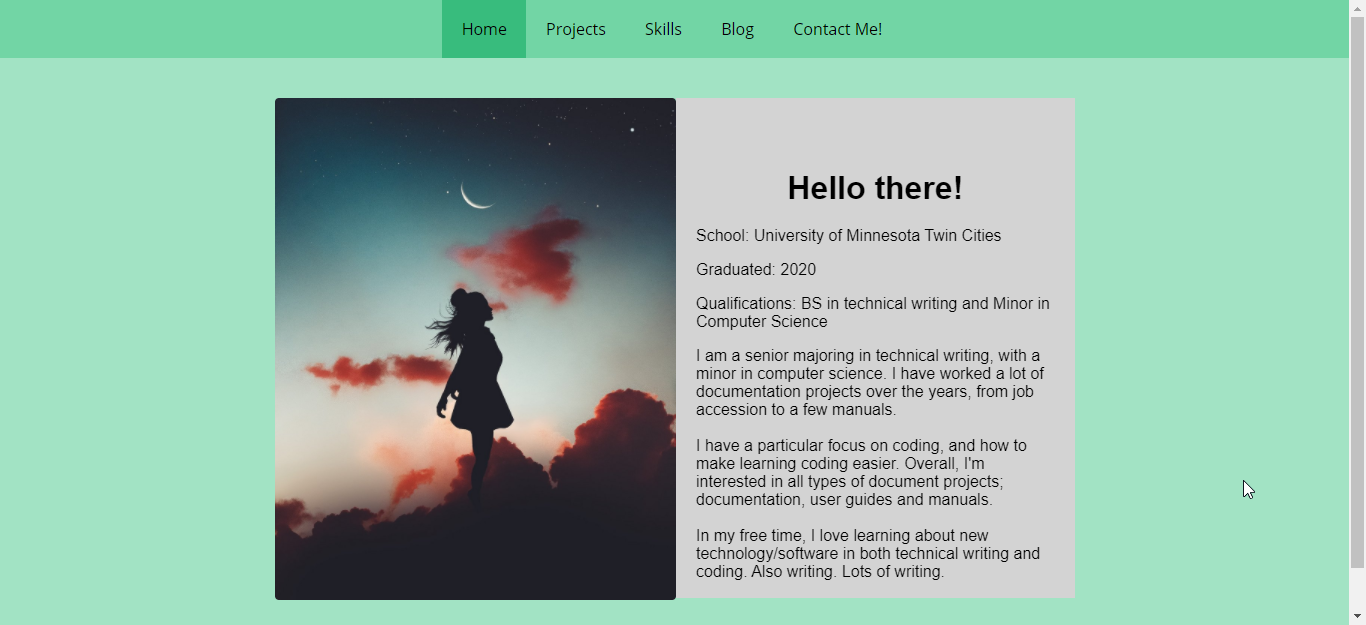 Home Projects Skills Blog Contact Me!
Hello there!
School: University of Minnesota Twin Cities
Graduated: 2020
Qualifications: BS in technical writing and Minor in
Computer Science
I am a senior majoring in technical writing, with a
minor in computer science. I have worked a lot of
documentation projects over the years, from job
accession to a few manuals.
I have a particular focus on coding, and how to
make learning coding easier. Overall, I'm
interested in all types of document projects;
documentation, user guides and manuals.
In my free time, I love learning about new
technology/software in both technical writing and
coding. Also writing. Lots of writing.